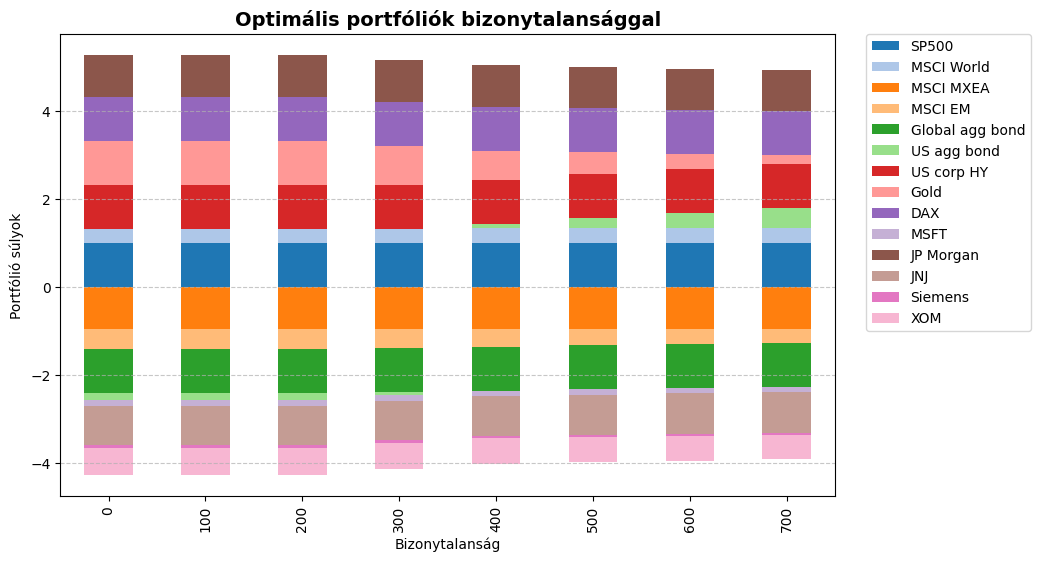 Optimális portfóliók bizonytalansággal
Portfólió súlyok
4
2
0
−2
−4
0
100
200
300
400
500
600
700
Bizonytalanság
SP500
MSCI World
MSCI MXEA
MSCI EM
Global agg bond
US agg bond
US corp HY
Gold
DAX
MSFT
JP Morgan
JNJ
Siemens
XOM